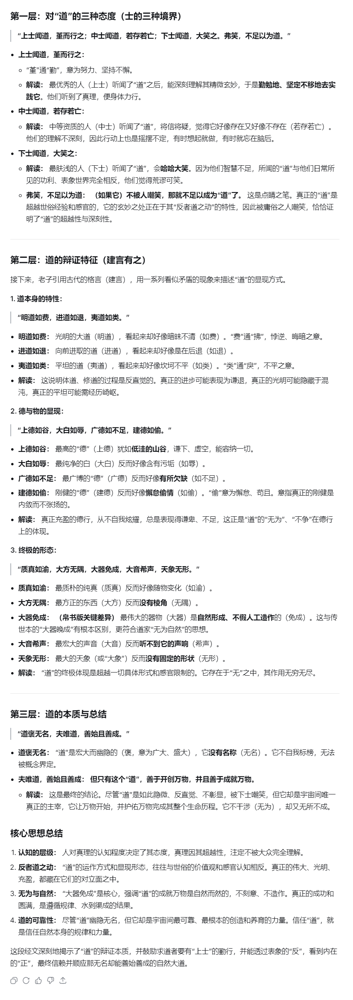 第一层：对“道”的三种态度（士的三种境界）
“上士闻道，堇而行之；中士闻道，若存若亡；下士闻道，大笑之。弗笑，不足以为道。”
• 上士闻道，堇而行之：
“堇”通“勤”，意为努力、坚持不懈。
解读： 最优秀的人（上士）听闻了“道”之后，能深刻理解其精微玄妙，于是勤勉地、坚定不移地去实
践它。他们听到了真理，便身体力行。
• 中士闻道，若存若亡：
解读： 中等资质的人（中士）听闻了“道”，将信将疑，觉得它好像存在又好像不存在（若存若亡）。
他们的理解不深刻，因此行动上也是摇摆不定，有时想起就做，有时就忘在脑后。
• 下士闻道，大笑之：
解读： 最肤浅的人（下士）听闻了“道”，会哈哈大笑。因为他们智慧不足，所闻的“道”与他们日常所
见的功利、表象世界完全相反，他们觉得荒谬可笑。
弗笑，不足以为道： （如果它）不被人嘲笑，那就不足以成为“道”了。 这是点睛之笔。真正的“道”是
超越世俗经验和感官的，它的玄妙之处正在于其“反者道之动”的特性，因此被庸俗之人嘲笑，恰恰证
明了“道”的超越性与深刻性。
第二层：道的辩证特征（建言有之）
接下来，老子引用古代的格言（建言），用一系列看似矛盾的现象来描述“道”的显现方式。
1. 道本身的特性：
“明道如费，进道如退，夷道如类。”
• 明道如费： 光明的大道（明道），看起来却好像暗昧不清（如费）。“费”通“拂”，悖逆、晦暗之意。
• 进道如退： 向前进取的道（进道），看起来却好像是在后退（如退）。
• 夷道如类： 平坦的道（夷道），看起来却好像坎坷不平（如类）。“类”通“戾”，不平之意。
• 解读： 这说明体道、修道的过程是反直觉的。真正的进步可能表现为谦退，真正的光明可能隐藏于混
沌，真正的平坦可能需经历崎岖。
2. 德与物的显现：
“上德如谷，大白如辱，广德如不足，建德如偷。”
• 上德如谷： 最高的“德”（上德）犹如低洼的山谷，谦下、虚空，能容纳一切。
• 大白如辱： 最纯净的白（大白）反而好像含有污垢（如辱）。
• 广德如不足： 最广博的“德”（广德）反而好像有所欠缺（如不足）。
• 建德如偷： 刚健的“德”（建德）反而好像懈怠偷情（如偷）。“偷”意为懈怠、苟且。意指真正的刚健是
内敛而不张扬的。
• 解读： 真正充盈的德行，从不自我炫耀，总是表现得谦卑、不足，这正是“道”的“无为”、“不争”在德行
上的体现。
3. 终极的形态：
“质真如渝，大方无隅，大器免成，大音希声，天象无形。”
• 质真如渝： 最质朴的纯真（质真）反而好像随物变化（如渝）。
• 大方无隅： 最方正的东西（大方）反而没有棱角（无隅）。
• 大器免成： （帛书版关键差异） 最伟大的器物（大器）是自然形成、不假人工造作的（免成）。这与传
世本的“大器晚成”有根本区别，更符合道家“无为自然”的思想。
• 大音希声： 最宏大的声音（大音）反而听不到它的声响（希声）。
• 天象无形： 最大的天象（或“大象”）反而没有固定的形状（无形）。
• 解读： “道”的终极体现是超越一切具体形式和感官限制的。它存在于“无”之中，其作用无穷无尽。
第三层：道的本质与总结
“道褒无名，夫唯道，善始且善成。”
• 道褒无名： “道”是宏大而幽隐的（褒，意为广大、盛大），它没有名称（无名）。它不自我标榜，无法
被概念界定。
• 夫唯道，善始且善成： 但只有这个“道”，善于开创万物，并且善于成就万物。
解读： 这是最终的结论。尽管“道”是如此隐微、反直觉、不彰显，被下士嘲笑，但它却是宇宙间唯一
真正的主宰，它让万物开始，并护佑万物完成其整个生命历程。它不干涉（无为），却又无所不成。
核心思想总结
1. 认知的层级： 人对真理的认知程度决定了其态度，真理因其超越性，注定不被大众完全理解。
2. 反者道之动： “道”的运作方式和显现形态，往往与世俗的价值观和感官认知相反。真正的伟大、光明、
充盈，都藏在它们的对立面之中。
3. 无为与自然： “大器免成”是核心，强调“道”的成就万物是自然而然的，不刻意、不造作。真正的成功和
圆满，是遵循规律、水到渠成的结果。
4. 道的可靠性： 尽管“道”幽隐无名，但它却是宇宙间最可靠、最根本的创造和养育的力量。信任“道”，就
是信任自然本身的规律和力量。
这段经文深刻地揭示了“道”的辩证本质，并鼓励求道者要有“上士”的勤行，并能透过表象的“反”，看到内在
的“正”，最终信赖并顺应那无名却能善始善成的自然大道。